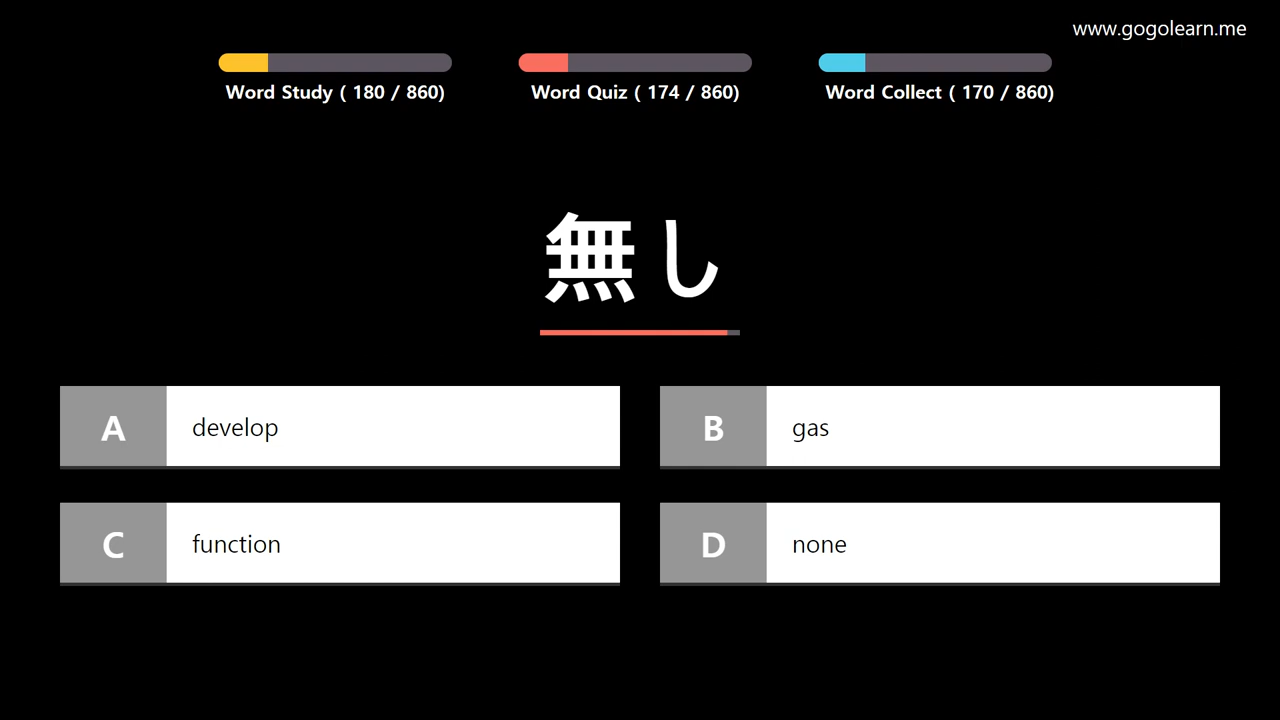 www.gogolearn.me
Word Study ( 180 / 860)
Word Quiz ( 174 / 860)
Word Collect ( 170 / 860)
無し
A develop
B gas
C function
D none